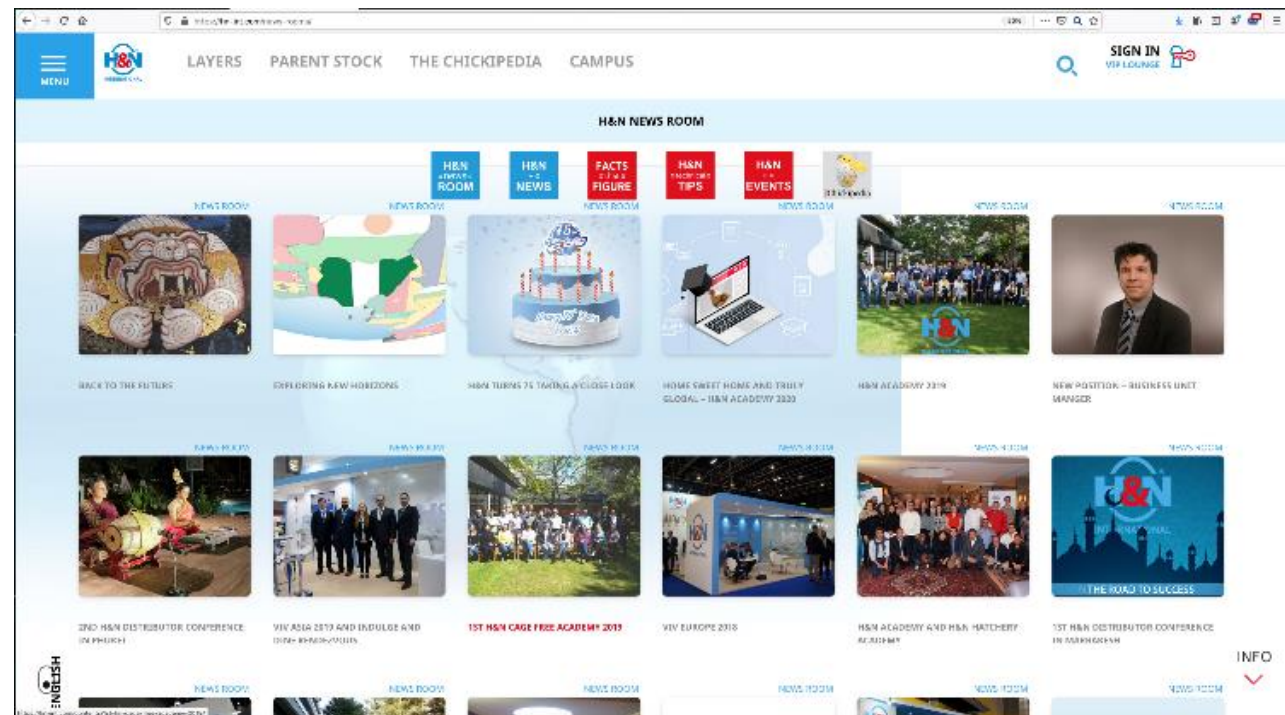 SIGN IN
MENU
H&N
LAYERS
PARENT STOCK
THE CHICKIPEDIA
CAMPUS
VIP LOUNGE
H&N NEWS ROOM
H&N
ROOM
H&N
NEWS
FACTS
FIGURE
H&N
TIPS
H&N
EVENTS
NEWS ROOM
NEWS ROOM
NEWS ROOM
NEWS ROOM
NEWS ROOM
NEWS ROOM
BACK TO THE FUTURE
EXPLORING NEW HORIZONS
H&N TURNS 75 TAKING A CLOSE LOOK
HOME SWEET HOME AND TRULY
GLOBAL – H&N ACADEMY 2020
H&N ACADEMY 2019
NEW POSITION – BUSINESS UNIT
MANGER
NEWS ROOM
NEWS ROOM
NEWS ROOM
NEWS ROOM
NEWS ROOM
NEWS ROOM
H&N
INTERNATIONAL
THE ROAD TO SUCCESS
2ND H&N DISTRIBUTOR CONFERENCE
IN PHUKET
VIV ASIA 2019 AND INDULGE AND
DINE RENDEZVOUS
1ST H&N CAGE FREE ACADEMY 2019
VIV EUROPE 2018
H&N ACADEMY AND H&N HATCHERY
ACADEMY
1ST H&N DISTRIBUTOR CONFERENCE
IN MARRAKESH
INFO
ENGLISH
NEWS ROOM
NEWS ROOM
NEWS ROOM
NEWS ROOM
NEWS ROOM
NEWS ROOM